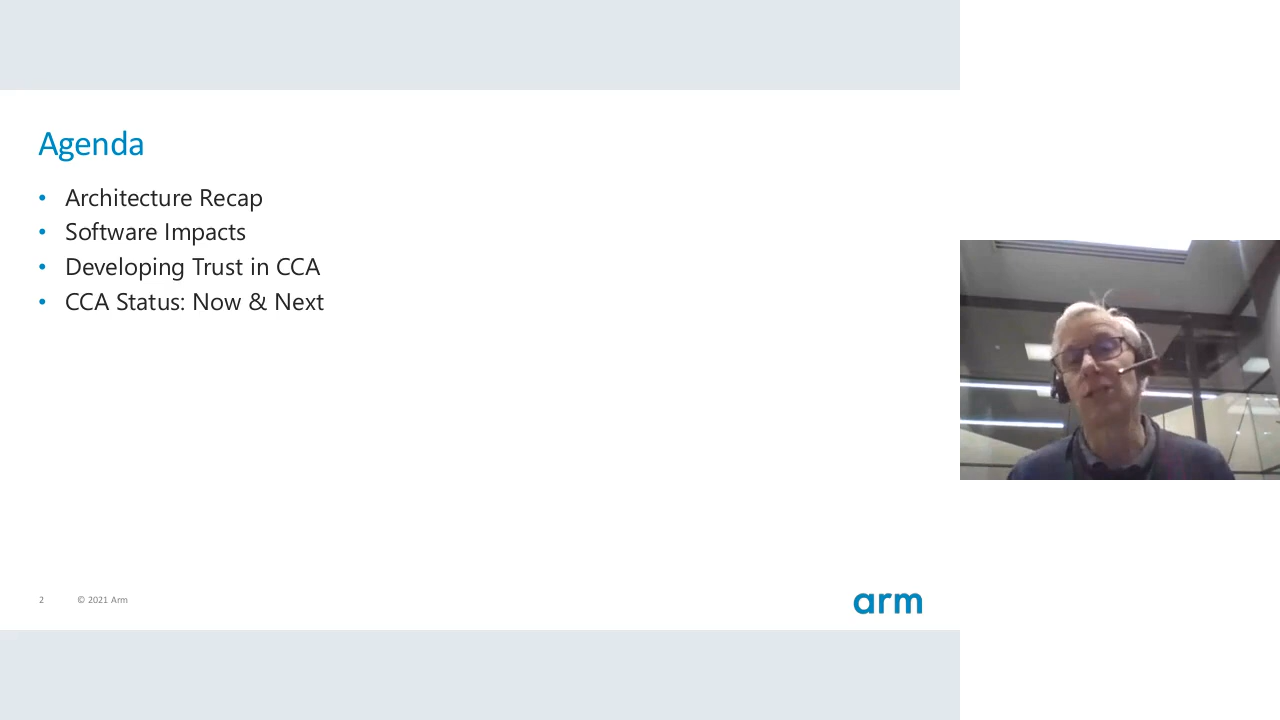 Agenda
• Architecture Recap
• Software Impacts
• Developing Trust in CCA
• CCA Status: Now & Next
2 © 2021 Arm
arm